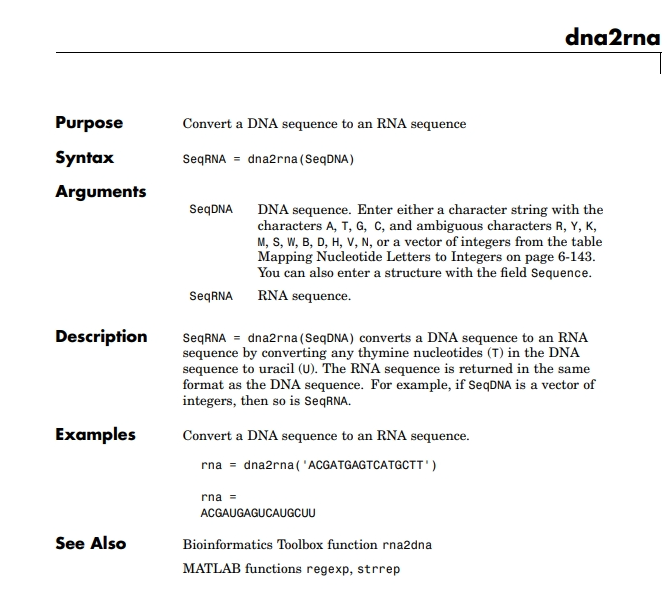 dna2rna
Purpose Convert a DNA sequence to an RNA sequence
Syntax SeqRNA = dna2rna(SeqDNA)
Arguments
SeqDNA DNA sequence. Enter either a character string with the
characters A, T, G, C, and ambiguous characters R, Y, K,
M, S, W, B, D, H, V, N, or a vector of integers from the table
Mapping Nucleotide Letters to Integers on page 6-143.
You can also enter a structure with the field Sequence.
SeqRNA RNA sequence.
Description SeqRNA = dna2rna(SeqDNA) converts a DNA sequence to an RNA
sequence by converting any thymine nucleotides (T) in the DNA
sequence to uracil (U). The RNA sequence is returned in the same
format as the DNA sequence. For example, if SeqDNA is a vector of
integers, then so is SeqRNA.
Examples Convert a DNA sequence to an RNA sequence.
rna = dna2rna('ACGATGAGTCATGCTT')
rna =
ACGAUGAGUCAUGCUU
See Also Bioinformatics Toolbox function rna2dna
MATLAB functions regexp, strrep